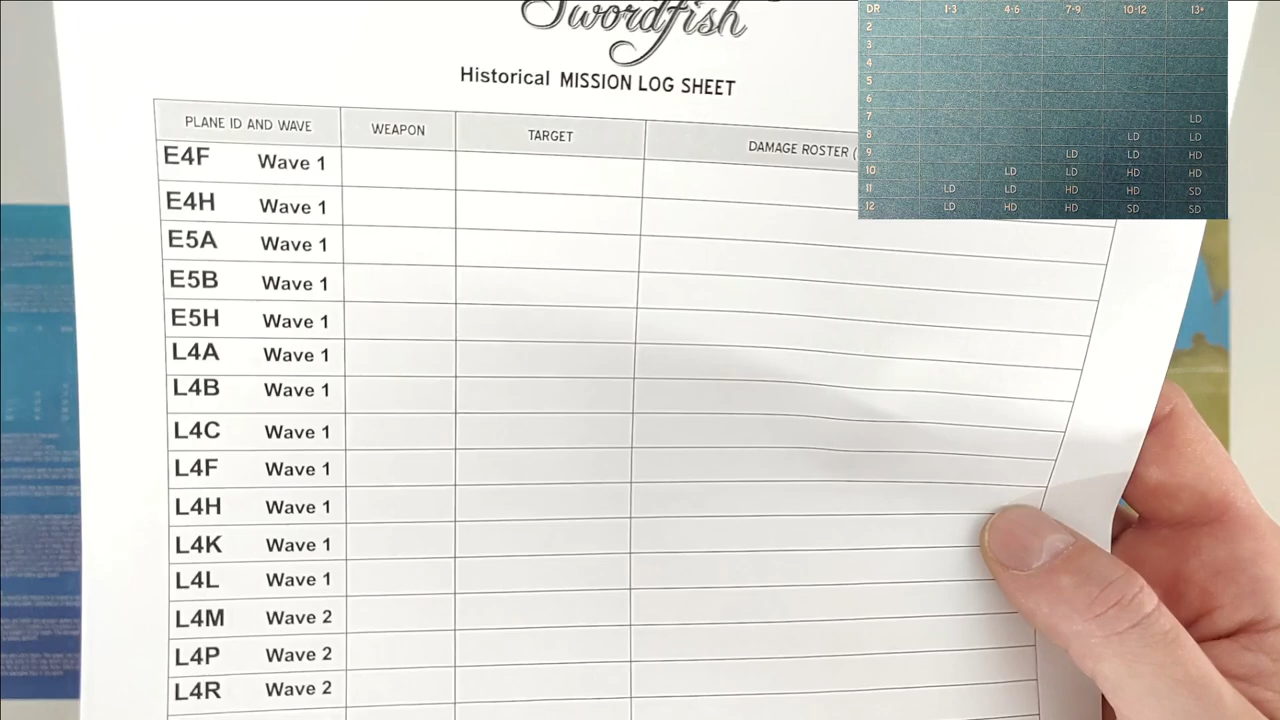 Swordfish
Historical MISSION LOG SHEET
PLANE ID AND WAVE WEAPON TARGET DAMAGE ROSTER (
E4F Wave 1
E4H Wave 1
E5A Wave 1
E5B Wave 1
E5H Wave 1
L4A Wave 1
L4B Wave 1
L4C Wave 1
L4F Wave 1
L4H Wave 1
L4K Wave 1
L4L Wave 1
L4M Wave 2
L4P Wave 2
L4R Wave 2
DR 1-3 4-6 7-9 10-12 13+
2
3
4
5
6
7 LD
8 LD LD
9 LD LD HD
10 LD LD HD HD
11 LD LD HD HD SD
12 LD HD HD SD SD